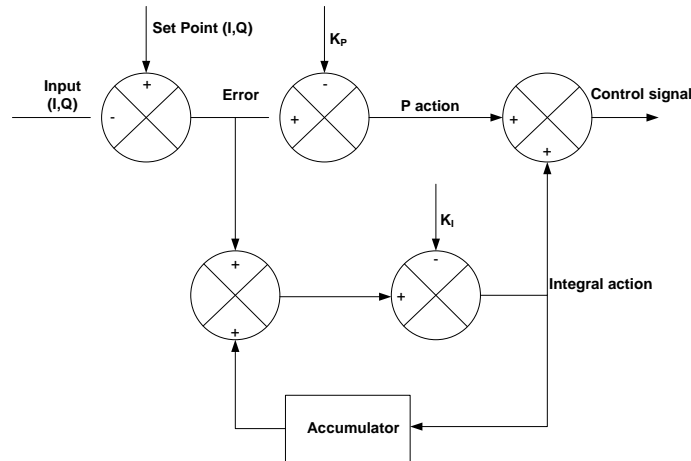 Set Point (I,Q)
K_P
Input
(I,Q)
Error
P action
Control signal
+
-
-
+
+
+
K_I
+
-
+
+
Integral action
Accumulator